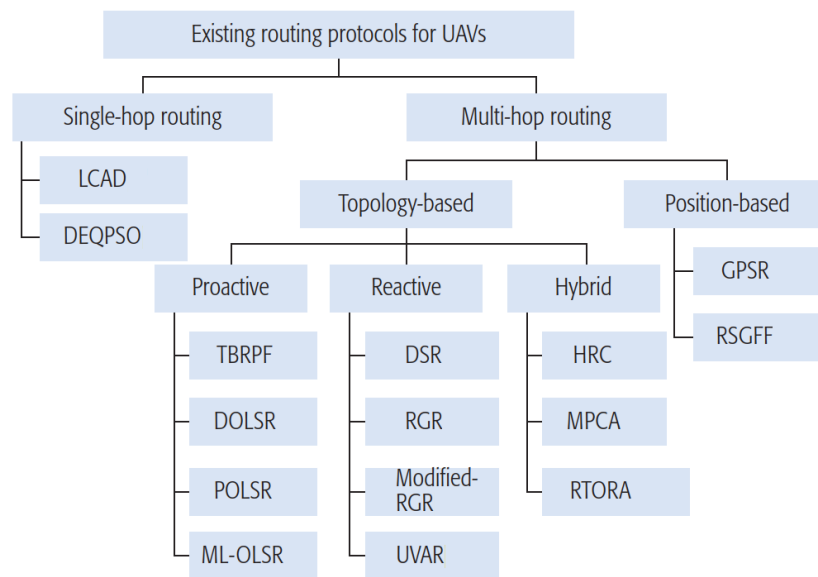 Existing routing protocols for UAVs
Single-hop routing
Multi-hop routing
LCAD
DEQPSO
Topology-based
Position-based
GPSR
RSGFF
Proactive
Reactive
Hybrid
TBRPF
DOLSR
POLSR
ML-OLSR
DSR
RGR
Modified-
RGR
UVAR
HRC
MPCA
RTORA